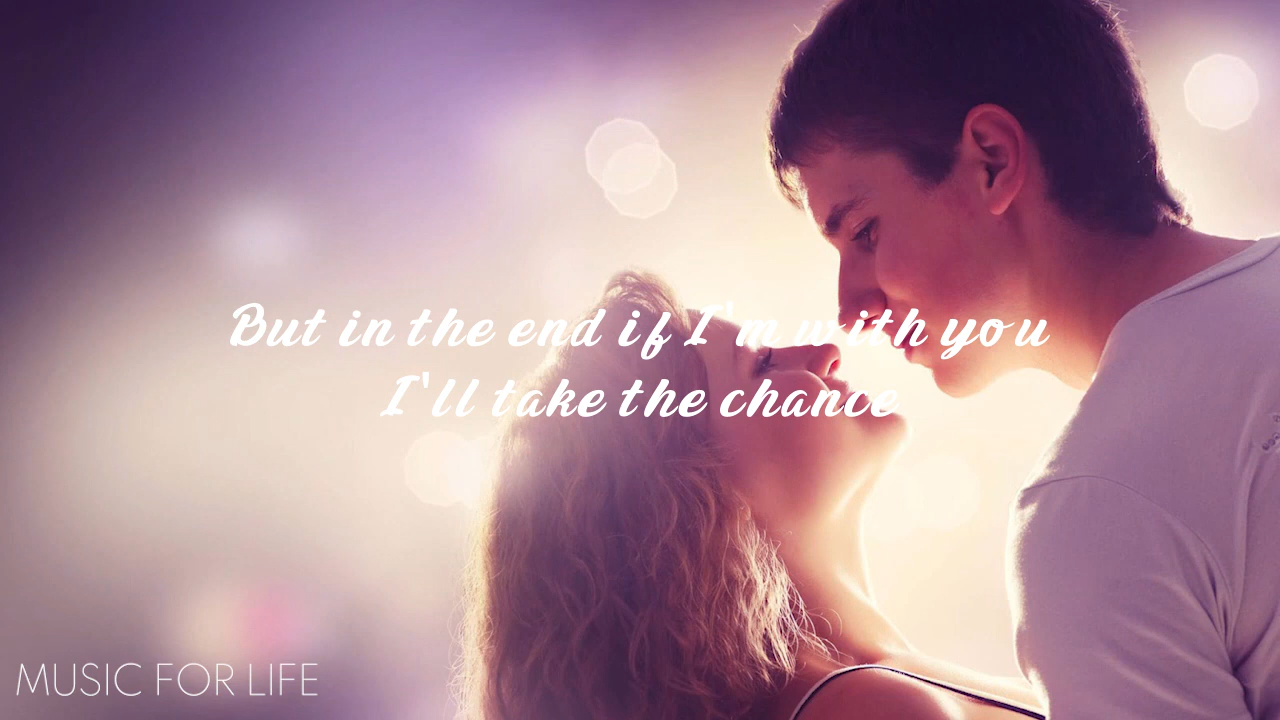 But in the end if I'm with you
I'll take the chance
MUSIC FOR LIFE